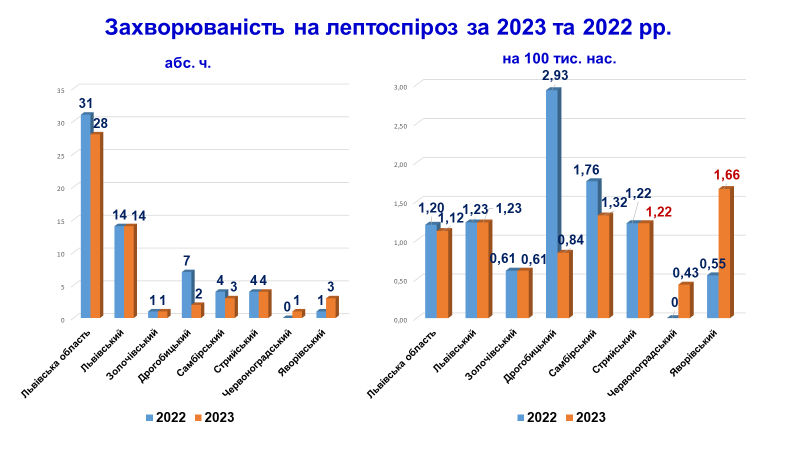 Захворюваність на лептоспіроз за 2023 та 2022 рр.
абс. ч.
35
30
25
20
15
10
5
0
31
28
14 14
1 1
7
2
4
3
4 4
0
1
1
3
Львівська область
Львівський
Золочівський
Дрогобицький
Самбірський
Стрийський
Червоноградський
Яворівський
2022 2023
на 100 тис. нас.
3,00
2,50
2,00
1,50
1,00
0,50
0,00
1,20
1,12
1,23
1,23
0,61
0,61
2,93
0,84
1,76
1,32
1,22
1,22
0
0,43
0,55
1,66
Львівська область
Львівський
Золочівський
Дрогобицький
Самбірський
Стрийський
Червоноградський
Яворівський
2022 2023